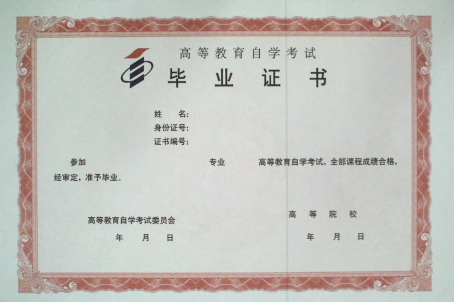 高等教育自学考试
毕业证书
姓 名:
身份证号:
证书编号:
参加 专业 高等教育自学考试, 全部课程成绩合格,
经审定, 准予毕业。
高等教育自学考试委员会 高等院校
年 月 日 年 月 日